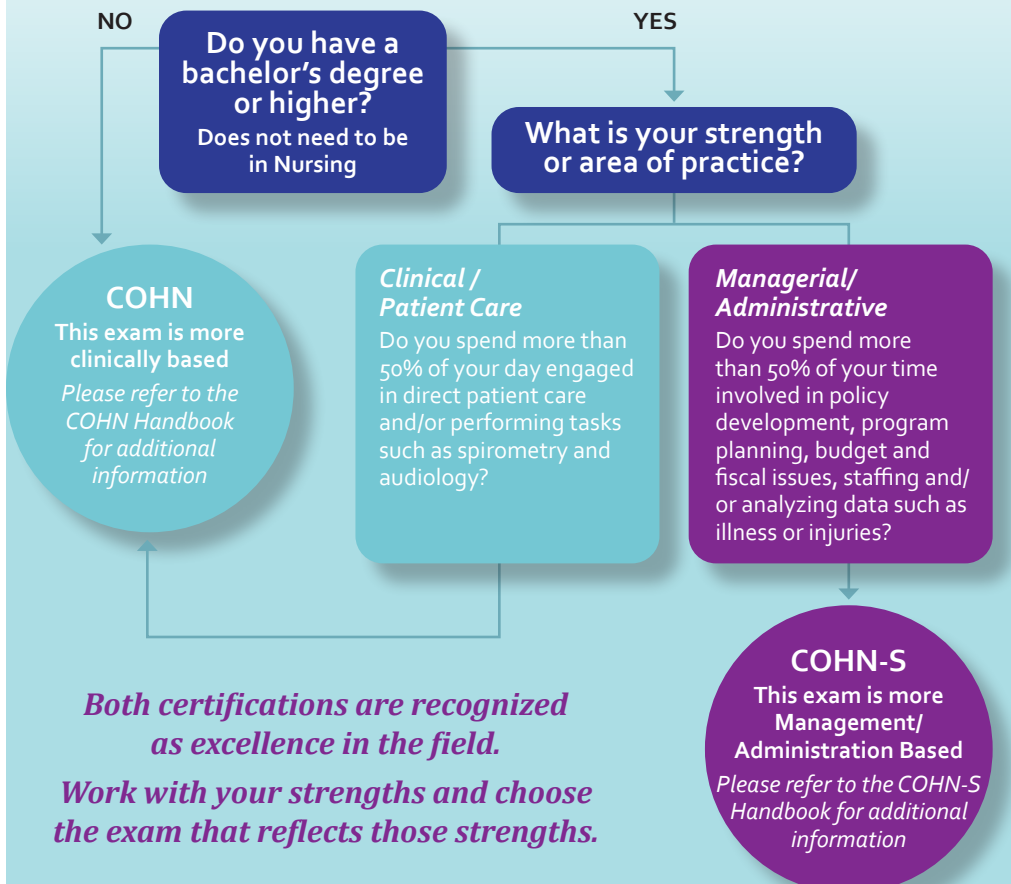 NO
YES
Do you have a
bachelor’s degree
or higher?
Does not need to be
in Nursing
What is your strength
or area of practice?
COHN
This exam is more
clinically based
Please refer to the
COHN Handbook
for additional
information
Clinical /
Patient Care
Do you spend more than
50% of your day engaged
in direct patient care
and/or performing tasks
such as spirometry and
audiology?
Managerial/
Administrative
Do you spend more
than 50% of your time
involved in policy
development, program
planning, budget and
fiscal issues, staffing and/
or analyzing data such as
illness or injuries?
COHN-S
This exam is more
Management/
Administration Based
Please refer to the COHN-S
Handbook for additional
information
Both certifications are recognized
as excellence in the field.
Work with your strengths and choose
the exam that reflects those strengths.